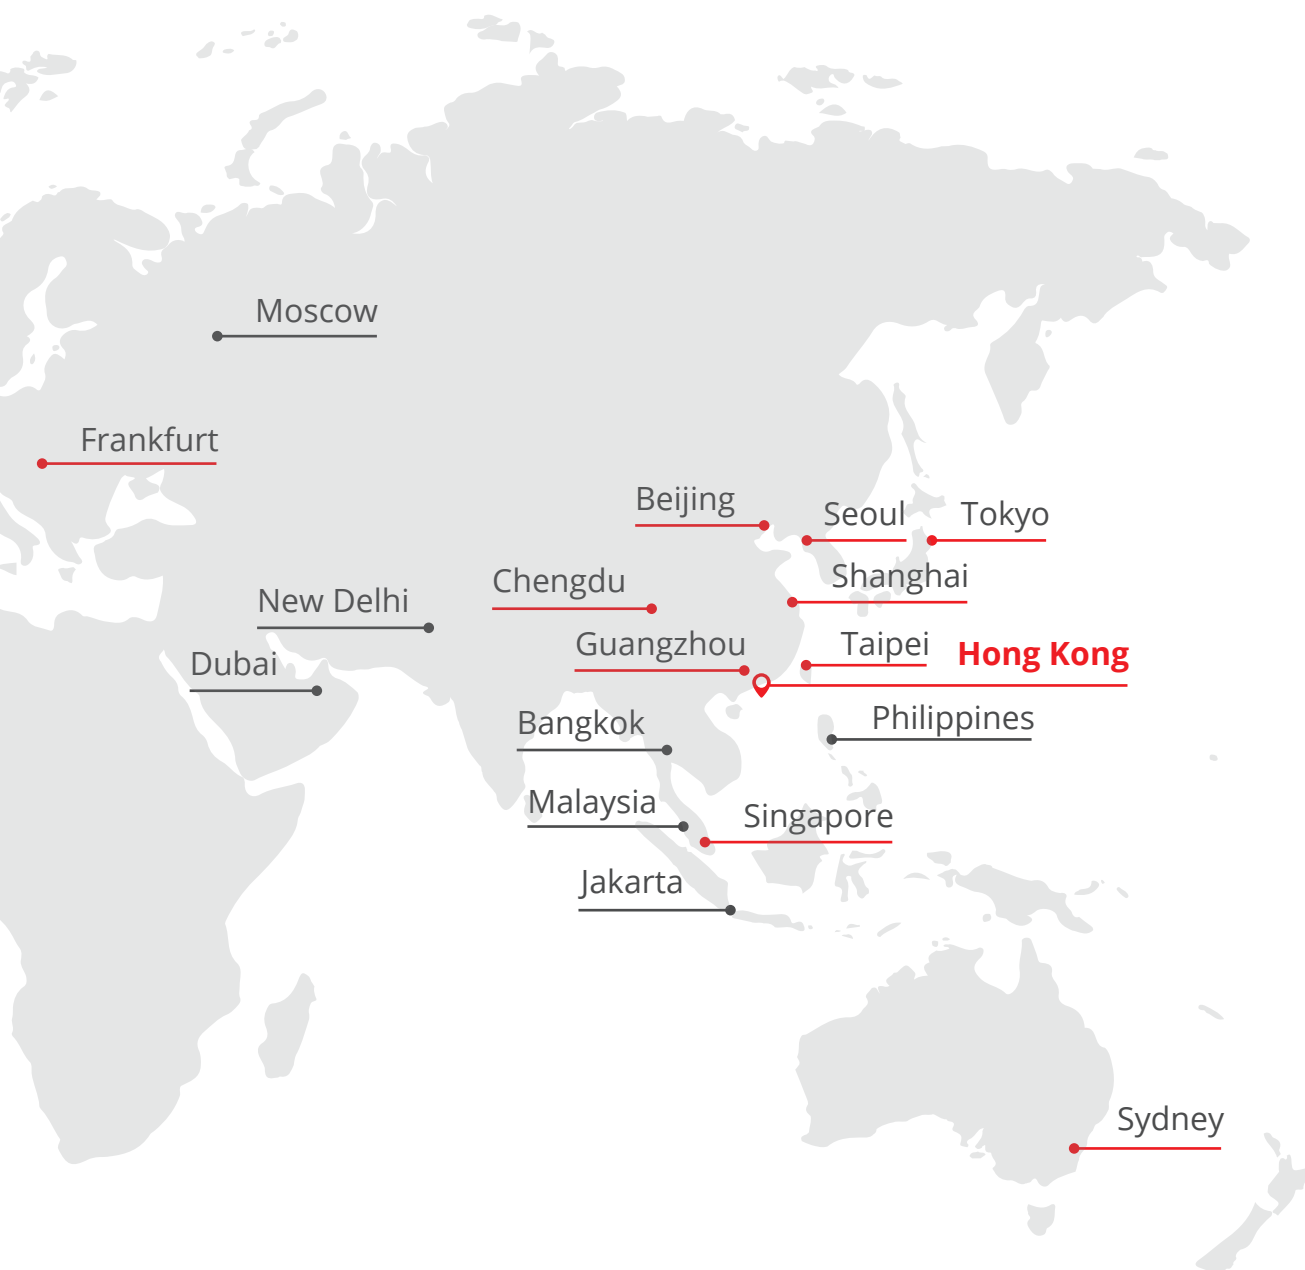 Moscow
Frankfurt
Beijing
Seoul
Tokyo
Chengdu
Shanghai
New Delhi
Guangzhou
Taipei
Hong Kong
Dubai
Bangkok
Philippines
Malaysia
Singapore
Jakarta
Sydney